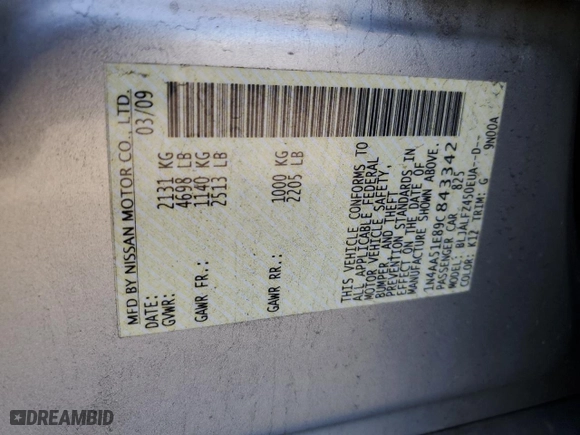 MFD BY NISSAN MOTOR CO., LTD.
DATE: 03/09
GVWR: 2131 KG
4698 LB
GAWR FR.: 1140 KG
2513 LB
GAWR RR.: 1000 KG
2205 LB
THIS VEHICLE CONFORMS TO
ALL APPLICABLE FEDERAL
MOTOR VEHICLE SAFETY,
BUMPER, AND THEFT
PREVENTION STANDARDS IN
EFFECT ON THE DATE OF
MANUFACTURE SHOWN ABOVE.
1N4AA51E89C843342
PASSENGER CAR 825
MODEL: BLJALFZ450EUA--D--
COLOR: K12 TRIM: G 9N00A
DREAMBID